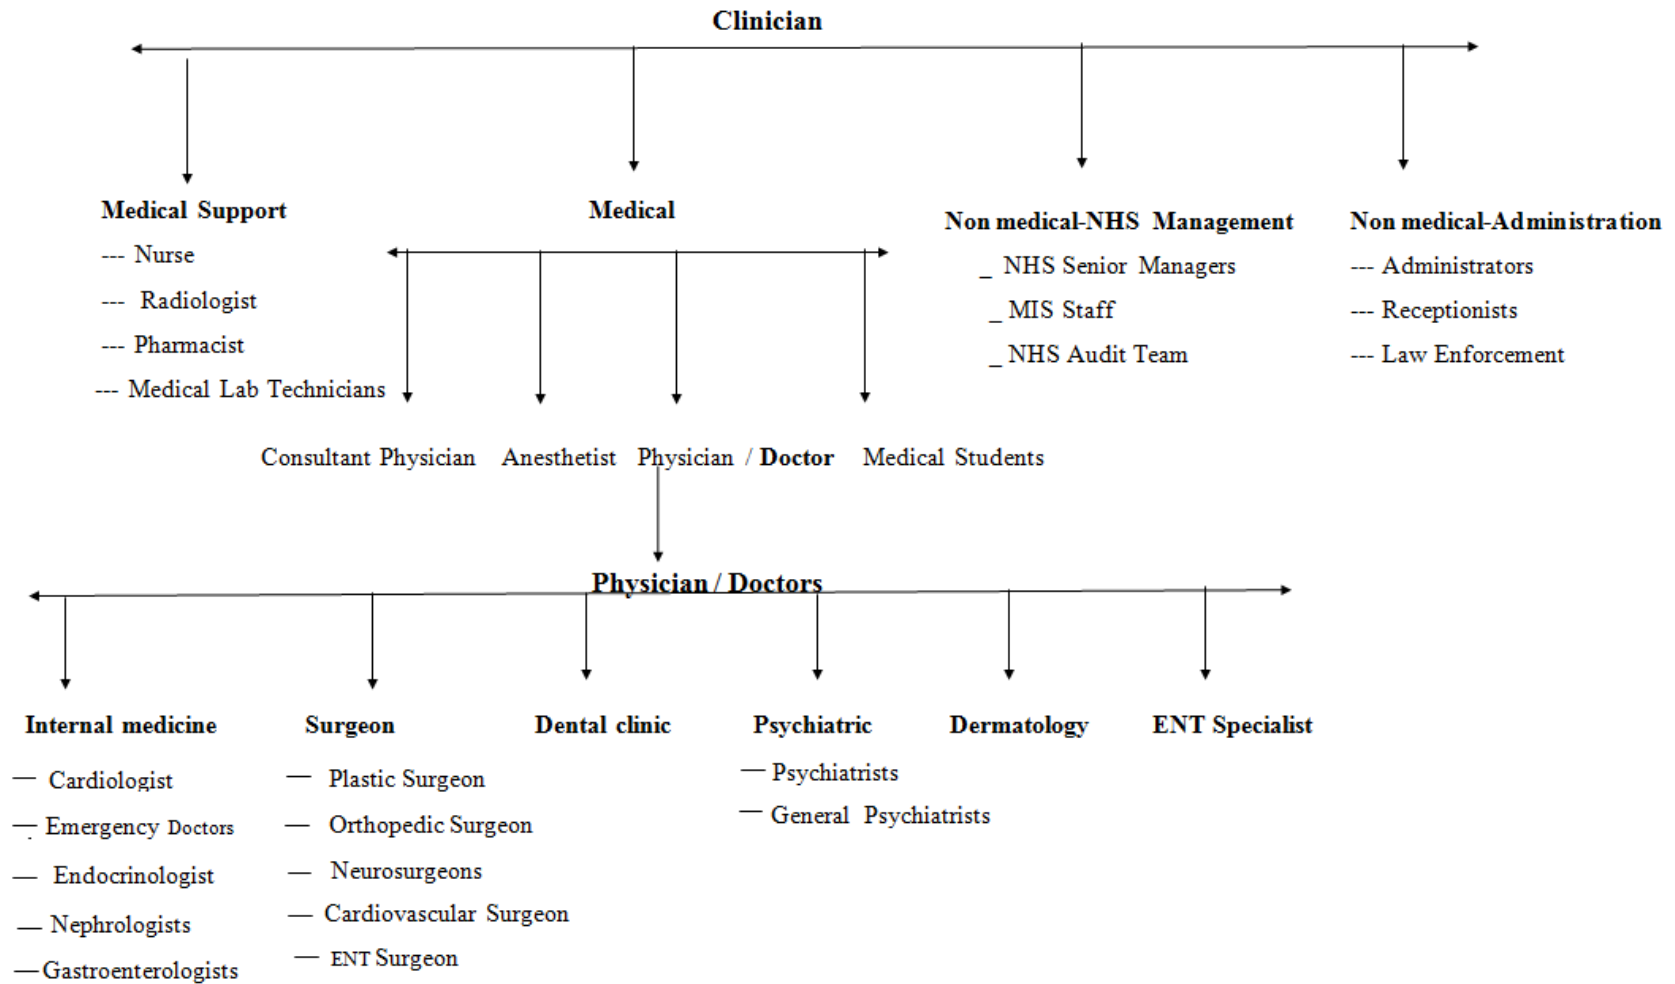 Clinician
Medical Support
--- Nurse
--- Radiologist
--- Pharmacist
--- Medical Lab Technicians
Medical
Non medical-NHS Management
_ NHS Senior Managers
_ MIS Staff
_ NHS Audit Team
Non medical-Administration
--- Administrators
--- Receptionists
--- Law Enforcement
Consultant Physician
Anesthetist
Physician / Doctor
Medical Students
Physician / Doctors
Internal medicine
— Cardiologist
— Emergency Doctors
— Endocrinologist
— Nephrologists
— Gastroenterologists
Surgeon
— Plastic Surgeon
— Orthopedic Surgeon
— Neurosurgeons
— Cardiovascular Surgeon
— ENT Surgeon
Dental clinic
Psychiatric
— Psychiatrists
— General Psychiatrists
Dermatology
ENT Specialist